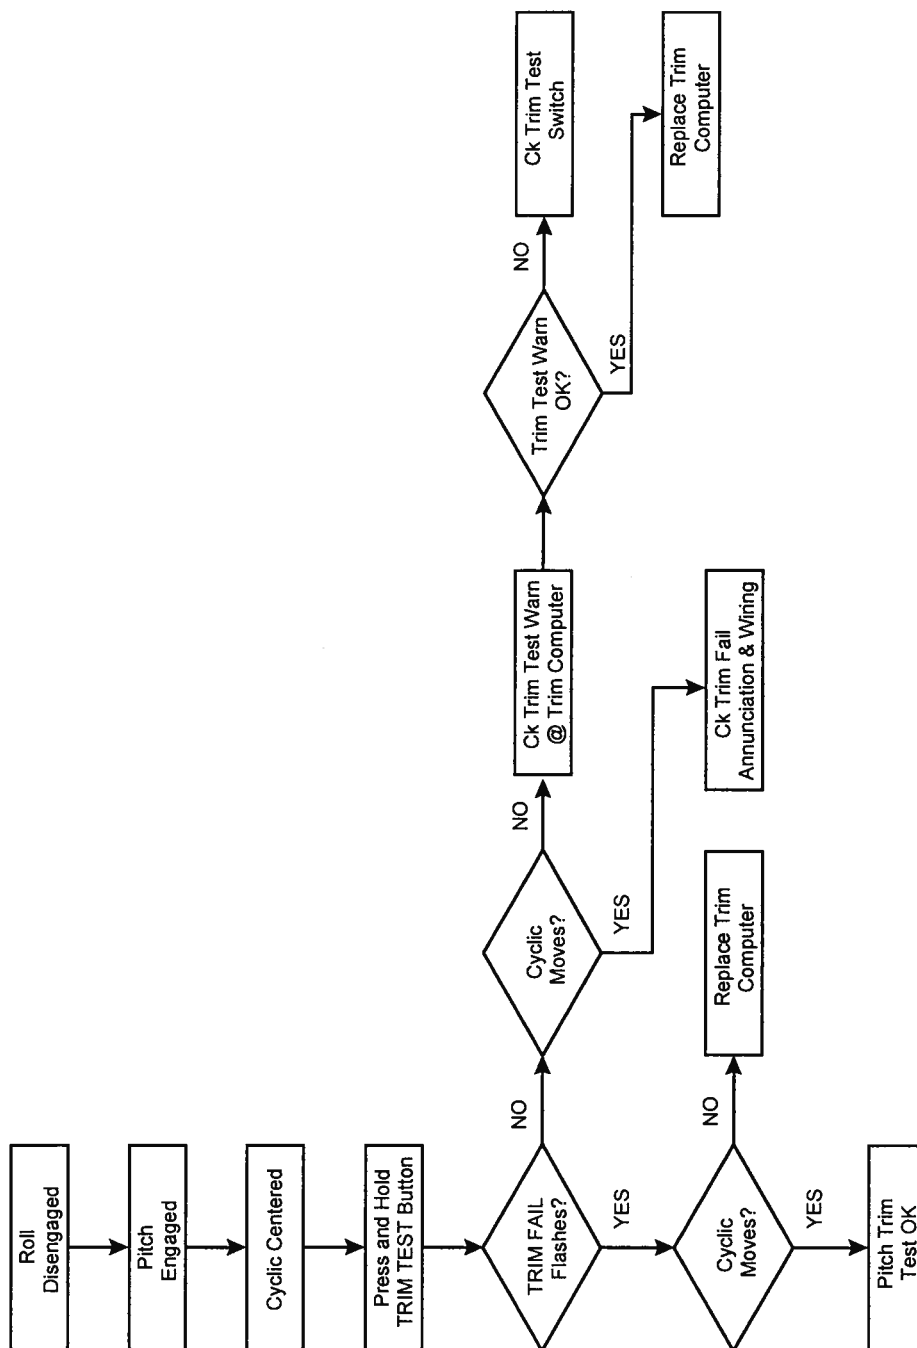 Roll
Disengaged
Pitch
Engaged
Cyclic Centered
Press and Hold
TRIM TEST Button
TRIM FAIL
Flashes?
NO
YES
Cyclic
Moves?
NO
YES
Ck Trim Test Warn
@ Trim Computer
Trim Test Warn
OK?
NO
YES
Ck Trim Test
Switch
Replace Trim
Computer
Ck Trim Fail
Annunciation & Wiring
Cyclic
Moves?
NO
YES
Replace Trim
Computer
Pitch Trim
Test OK